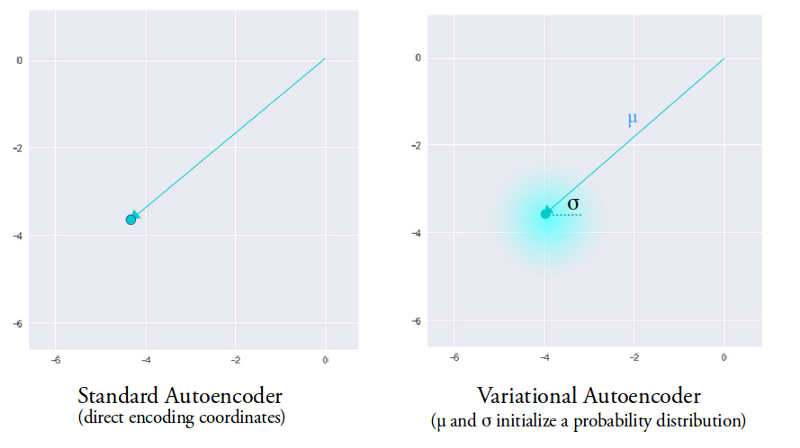 0
-2
-4
-6
-6
-4
-2
0
Standard Autoencoder
(direct encoding coordinates)
0
-2
-4
-6
μ
σ
-6
-4
-2
0
Variational Autoencoder
(μ and σ initialize a probability distribution)